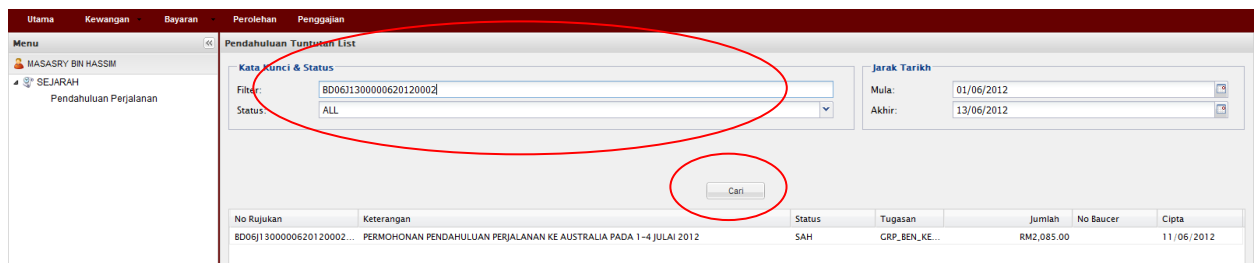 Utama Kewangan Bayaran Perolehan Penggajian
Menu
Pendahuluan Tuntutan List
MASASRY BIN HASSIM
SEJARAH
Pendahuluan Perjalanan
Kata Kunci & Status
Filter: BD06J1300000620120002
Status: ALL
Jarak Tarikh
Mula: 01/06/2012
Akhir: 13/06/2012
Cari
No Rujukan Keterangan Status Tugasan Jumlah No Baucer Cipta
BD06J1300000620120002... PERMOHONAN PENDAHULUAN PERJALANAN KE AUSTRALIA PADA 1-4 JULAI 2012 SAH GRP_BEN_KE... RM2,085.00 11/06/2012